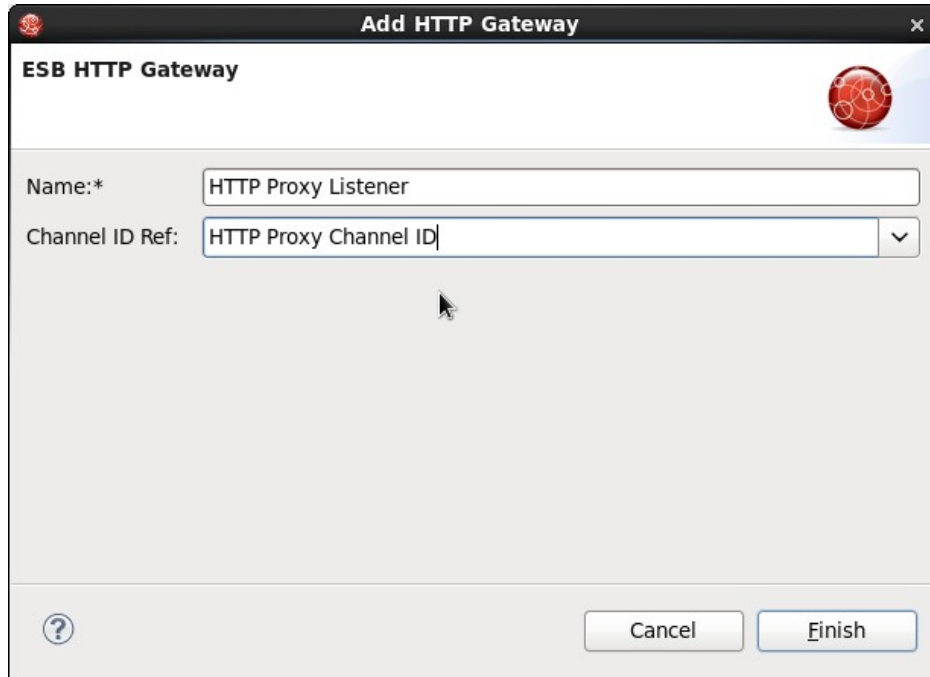 Add HTTP Gateway
ESB HTTP Gateway
Name:* HTTP Proxy Listener
Channel ID Ref: HTTP Proxy Channel ID
Cancel Finish